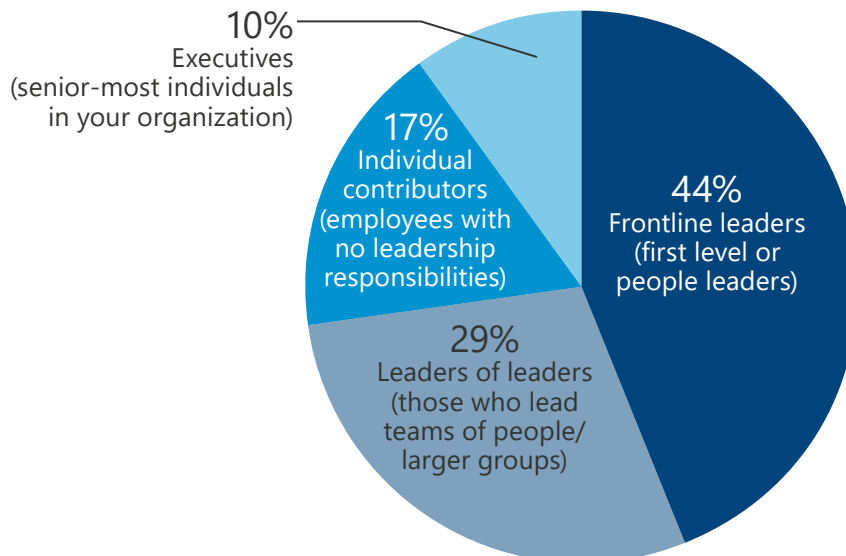 10%
Executives
(senior-most individuals
in your organization)
17%
Individual
contributors
(employees with
no leadership
responsibilities)
44%
Frontline leaders
(first level or
people leaders)
29%
Leaders of leaders
(those who lead
teams of people/
larger groups)